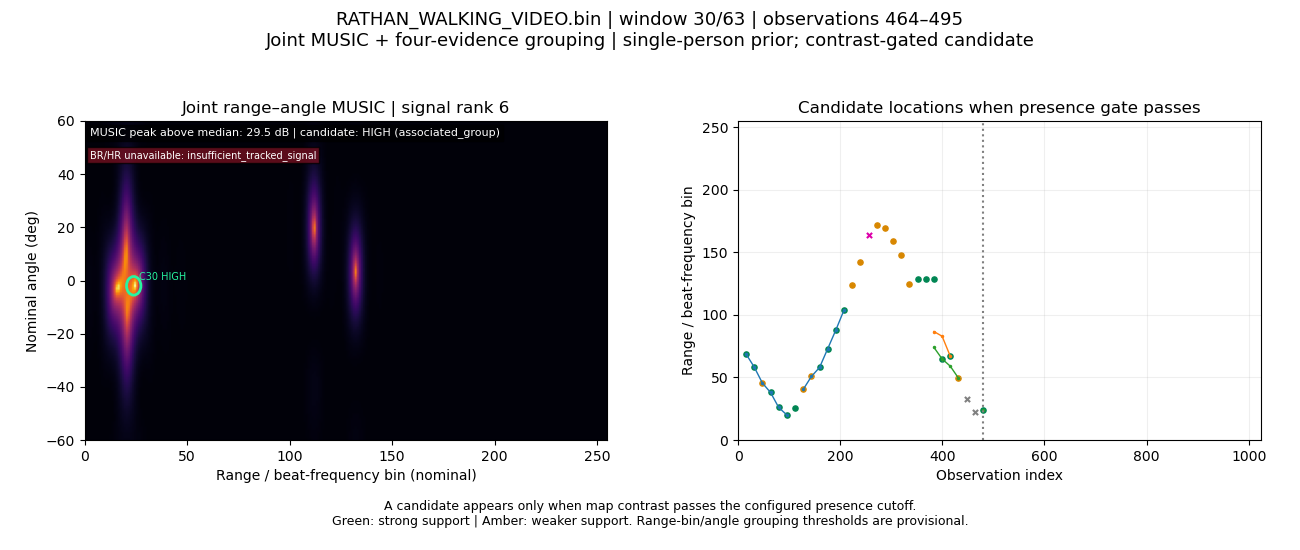 RATHAN_WALKING_VIDEO.bin | window 30/63 | observations 464–495
Joint MUSIC + four-evidence grouping | single-person prior; contrast-gated candidate
Joint range–angle MUSIC | signal rank 6
MUSIC peak above median: 29.5 dB | candidate: HIGH (associated_group)
BR/HR unavailable: insufficient_tracked_signal
C30 HIGH
60
40
20
0
−20
−40
−60
Nominal angle (deg)
0 50 100 150 200 250
Range / beat-frequency bin (nominal)
Candidate locations when presence gate passes
250
200
150
100
50
0
Range / beat-frequency bin
0 200 400 600 800 1000
Observation index
A candidate appears only when map contrast passes the configured presence cutoff.
Green: strong support | Amber: weaker support. Range-bin/angle grouping thresholds are provisional.